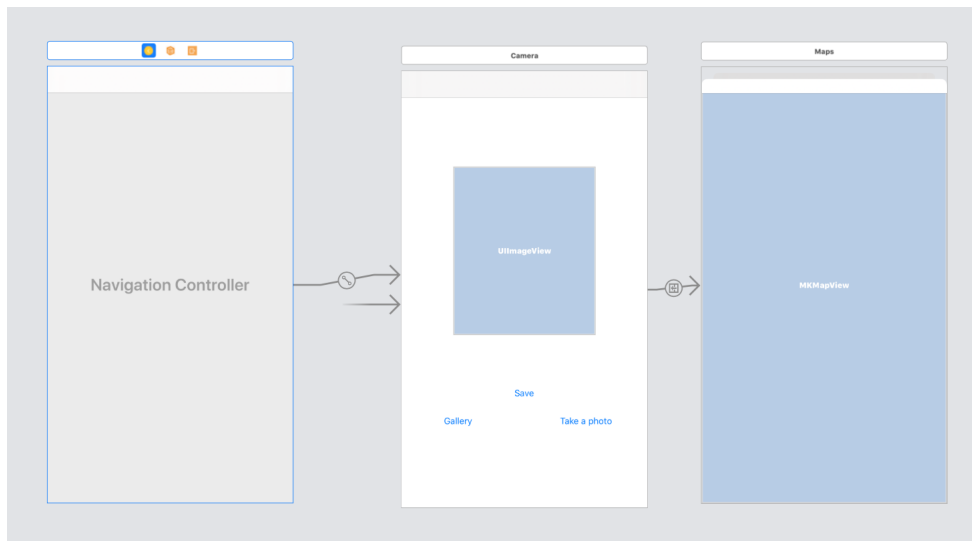 Camera
Maps
UIImageView
Navigation Controller
MKMapView
Save
Gallery
Take a photo